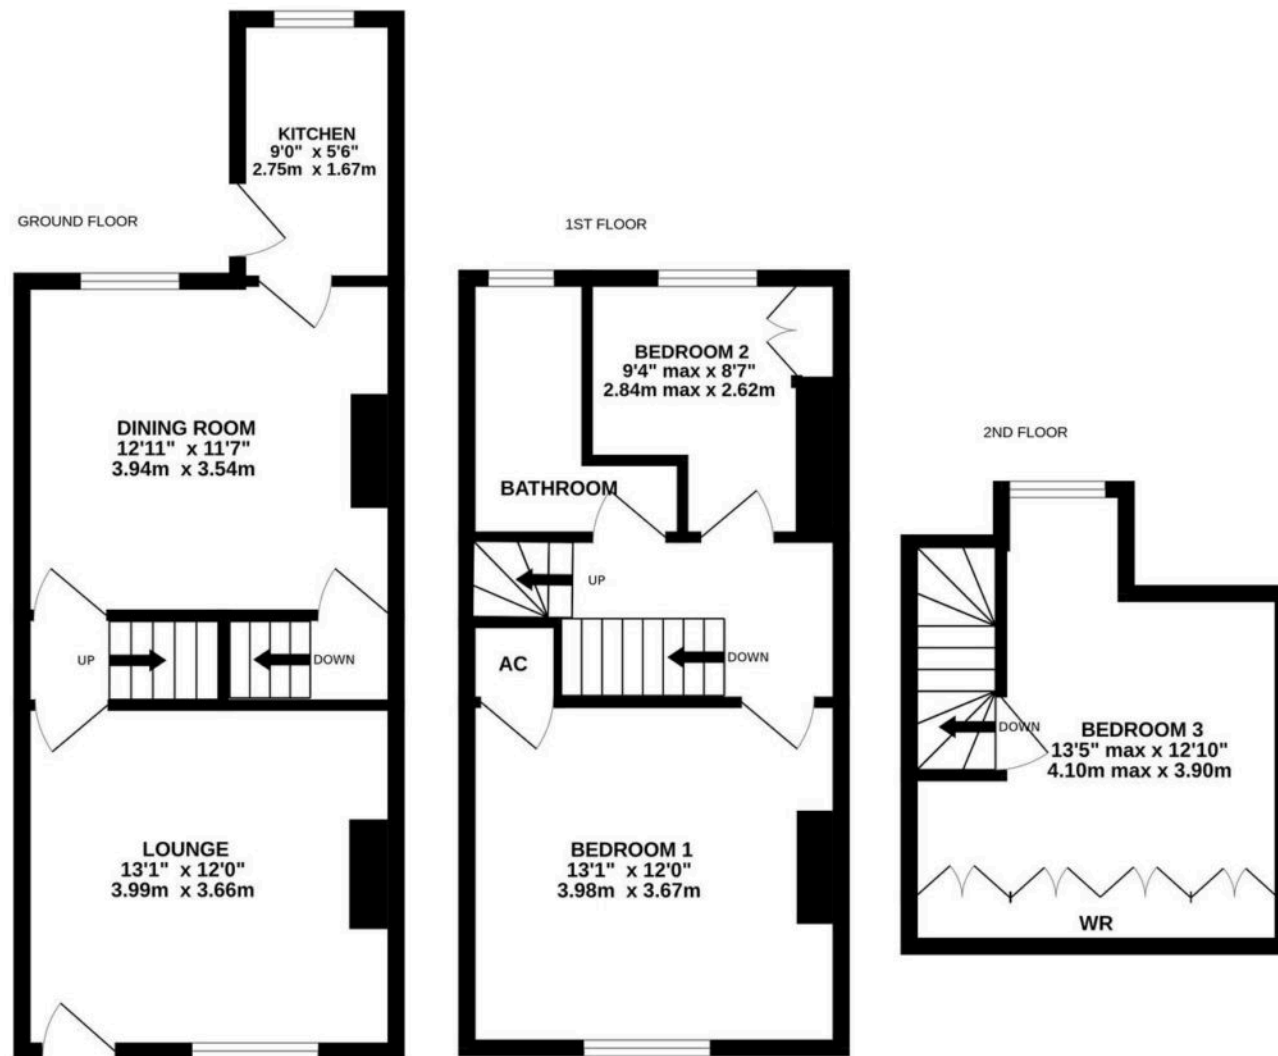 KITCHEN
9'0" x 5'6"
2.75m x 1.67m
GROUND FLOOR
DINING ROOM
12'11" x 11'7"
3.94m x 3.54m
UP
DOWN
LOUNGE
13'1" x 12'0"
3.99m x 3.66m
1ST FLOOR
BEDROOM 2
9'4" max x 8'7"
2.84m max x 2.62m
BATHROOM
UP
DOWN
AC
BEDROOM 1
13'1" x 12'0"
3.98m x 3.67m
2ND FLOOR
DOWN
BEDROOM 3
13'5" max x 12'10"
4.10m max x 3.90m
WR